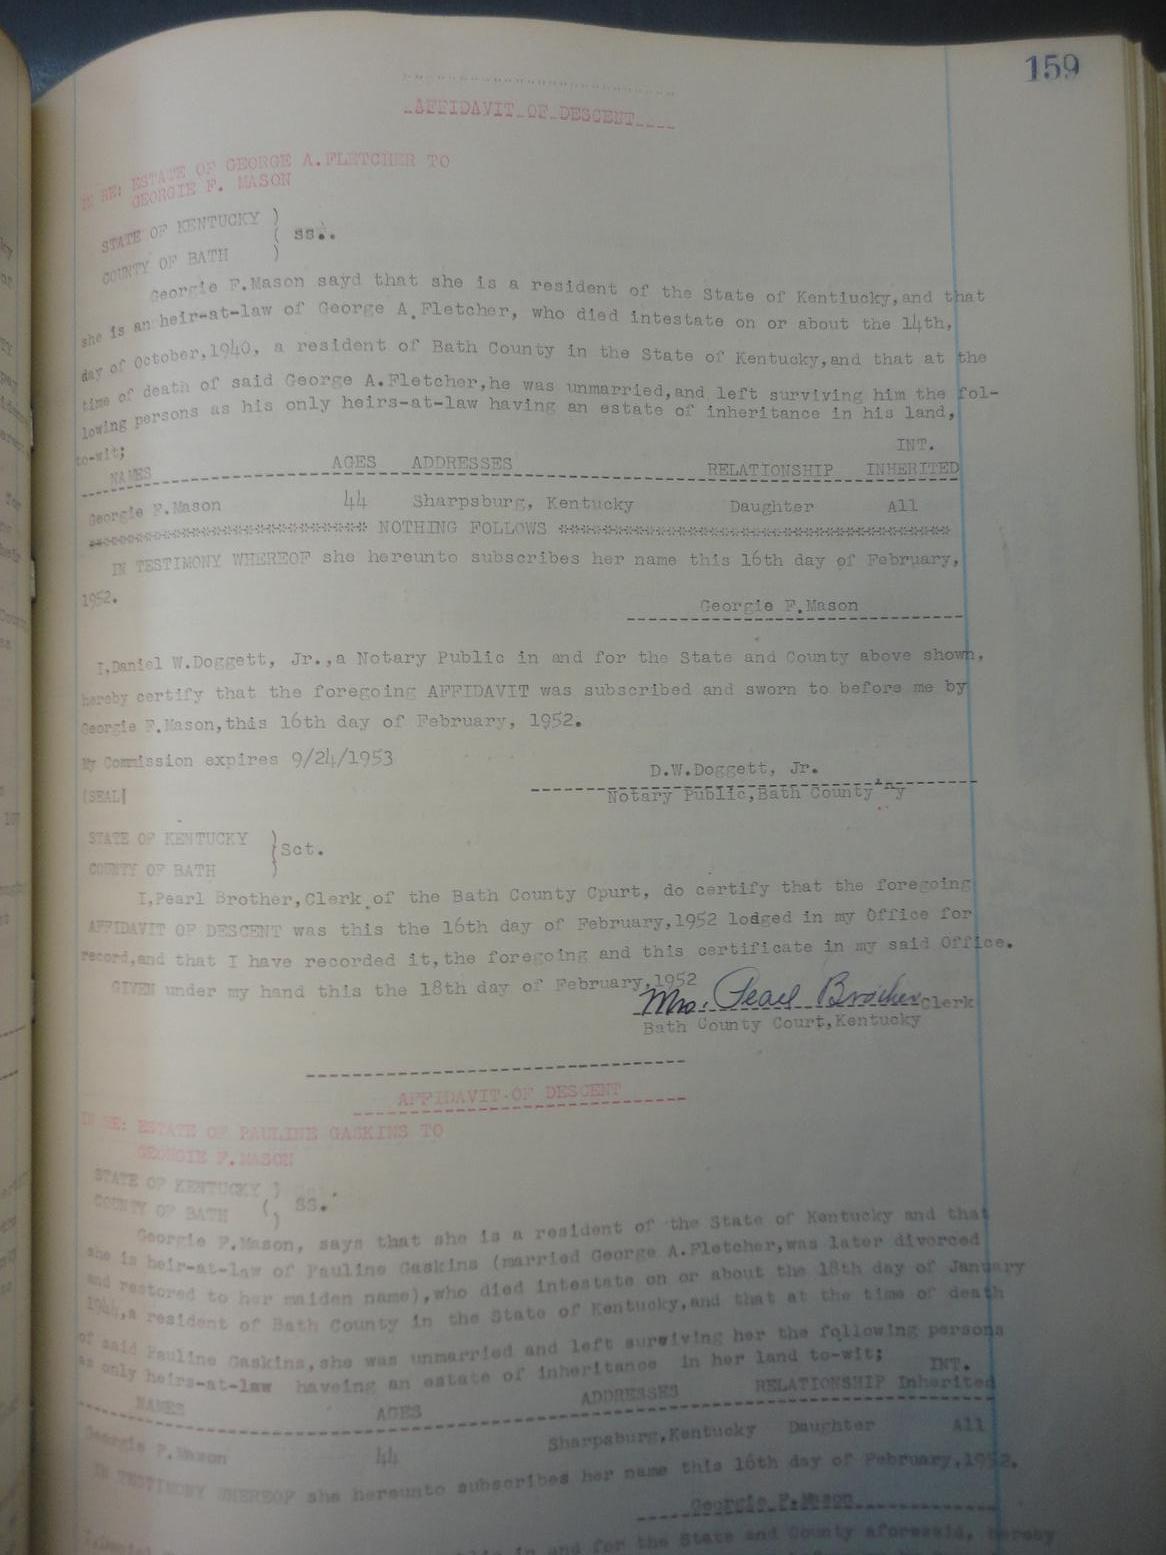 159
AFFIDAVIT OF DESCENT
IN RE: ESTATE OF GEORGE A.FLETCHER TO
GEORGIE F. MASON
STATE OF KENTUCKY )
( ss..
COUNTY OF BATH )
Georgie F.Mason sayd that she is a resident of the State of Kentiucky,and that
she is an heir-at-law of George A.Fletcher, who died intestate on or about the 14th,
day of October,1940, a resident of Bath County in the State of Kentucky,and that at the
time of death of said George A.Fletcher,he was unmarried,and left surviving him the fol-
lowing persons as his only heirs-at-law having an estate of inheritance in his land,
to-wit;
INT.
NAMES AGES ADDRESSES RELATIONSHIP INHERITED
Georgie F.Mason 44 Sharpsburg, Kentucky Daughter All
NOTHING FOLLOWS
IN TESTIMONY WHEREOF she hereunto subscribes her name this 16th day of February,
1952.
Georgie F.Mason
I,Daniel W.Doggett, Jr.,a Notary Public in and for the State and County above shown,
hereby certify that the foregoing AFFIDAVIT was subscribed and sworn to before me by
Georgie F.Mason,this 16th day of February, 1952.
My Commission expires 9/24/1953
D.W.Doggett, Jr.
(SEAL)
Notary Public,Bath County Ky
STATE OF KENTUCKY )
Sct.
COUNTY OF BATH )
I,Pearl Brother,Clerk of the Bath County Cpurt, do certify that the foregoing
AFFIDAVIT OF DESCENT was this the 16th day of February,1952 lodged in my Office for
record,and that I have recorded it,the foregoing and this certificate in my said Office.
GIVEN under my hand this the 18th day of February,1952
Mrs. Pearl Brother Clerk
Bath County Court,Kentucky
AFFIDAVIT OF DESCENT
IN RE: ESTATE OF PAULINE GASKINS TO
GEORGIE F.MASON
STATE OF KENTUCKY )
( ss.
COUNTY OF BATH )
Georgie F.Mason, says that she is a resident of the State of Kentucky and that
she is heir-at-law of Pauline Gaskins (married George A.Fletcher,was later divorced
and restored to her maiden name),who died intestate on or about the 18th day of January
1944,a resident of Bath County in the State of Kentucky,and that at the time of death
of said Pauline Gaskins,she was unmarried and left surviving her the following persons
as only heirs-at-law haveing an estate of inheritance in her land to-wit;
INT.
NAMES AGES ADDRESSES RELATIONSHIP Inherited
Georgie F.Mason 44 Sharpsburg,Kentucky Daughter All
IN TESTIMONY WHEREOF she hereunto subscribes her name this 16th day of February,1952.
Georgie F.Mason
in and for the State and County aforesaid, hereby